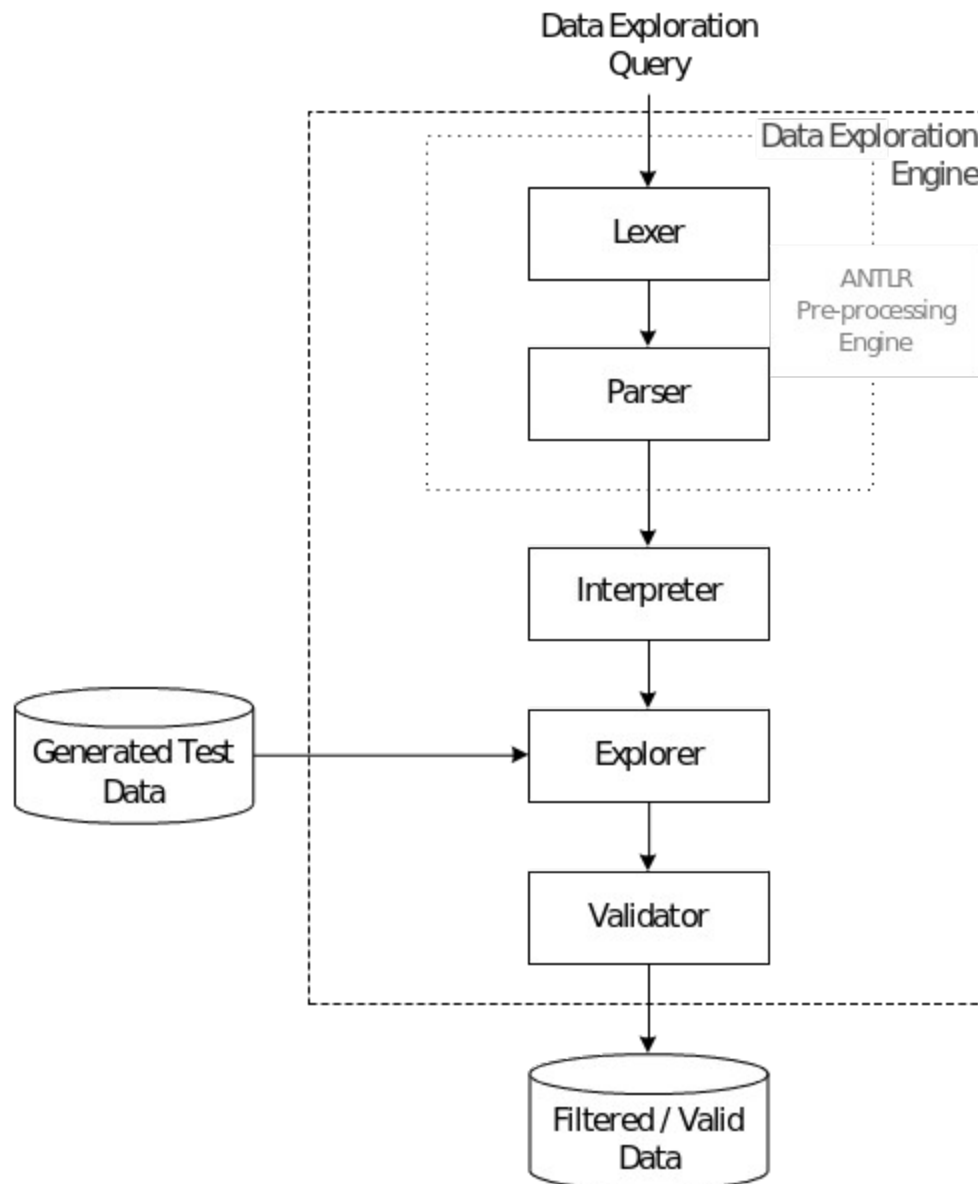 Data Exploration
Query
Data Exploration
Engine
Lexer
ANTLR
Pre-processing
Engine
Parser
Interpreter
Generated Test
Data
Explorer
Validator
Filtered / Valid
Data